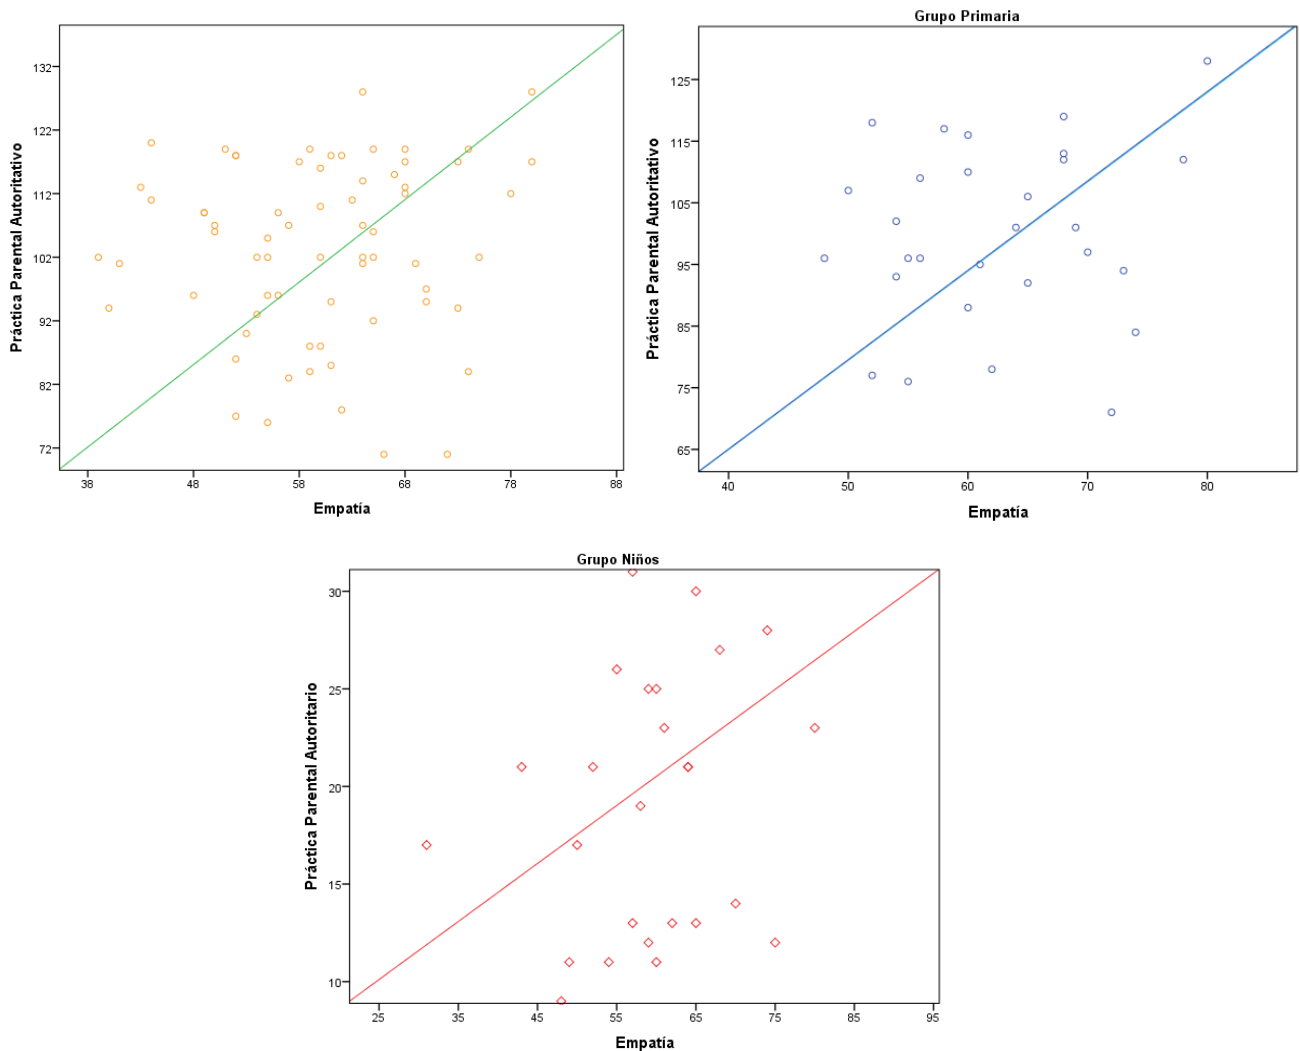 132
122
112
102
92
82
72
Práctica Parental Autoritativo
38 48 58 68 78 88
Empatía
Grupo Primaria
125
115
105
95
85
75
65
Práctica Parental Autoritativo
40 50 60 70 80
Empatía
Grupo Niños
30
25
20
15
10
Práctica Parental Autoritario
25 35 45 55 65 75 85 95
Empatía